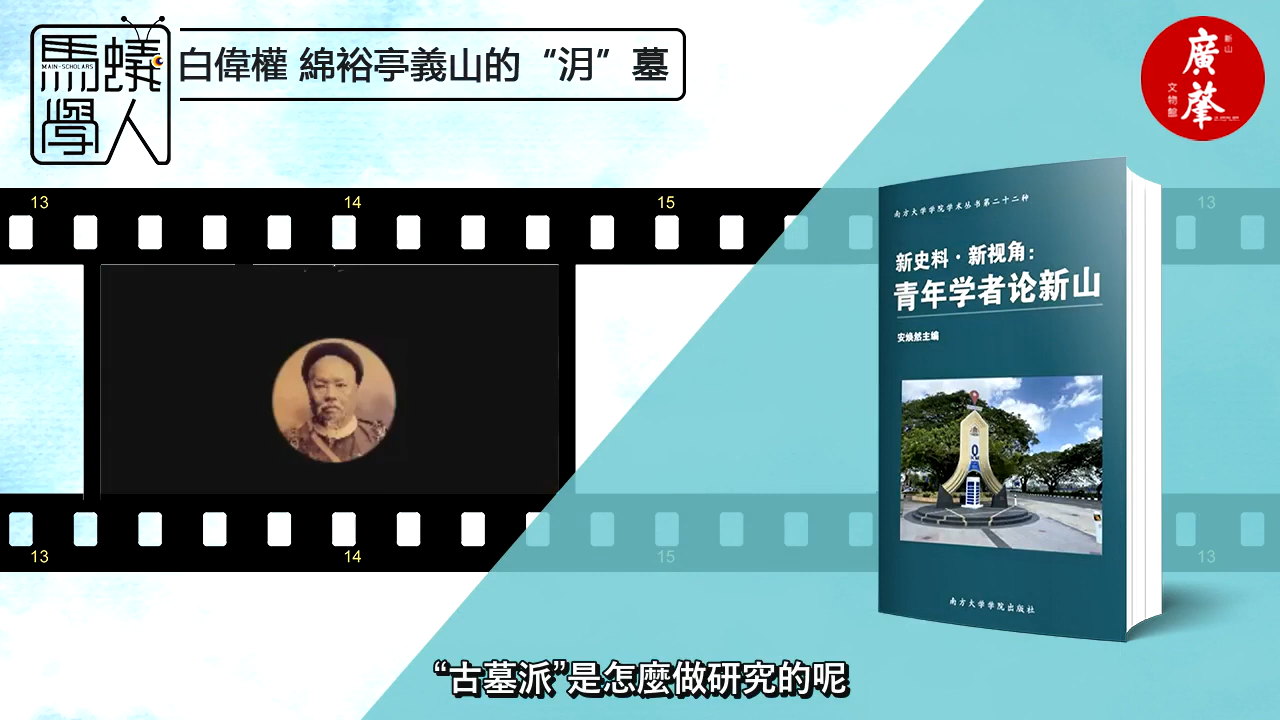 馬蟻
MAIN-SCHOLARS
學人
白偉權 綿裕亭義山的“泪”墓
廣肇
新山
文物館
13 14 15 13
南方大学学院学术丛书第二十二种
新史料·新视角：
青年学者论新山
安焕然主编
南方大学学院出版社
13 14 15 13
“古墓派”是怎麼做研究的呢